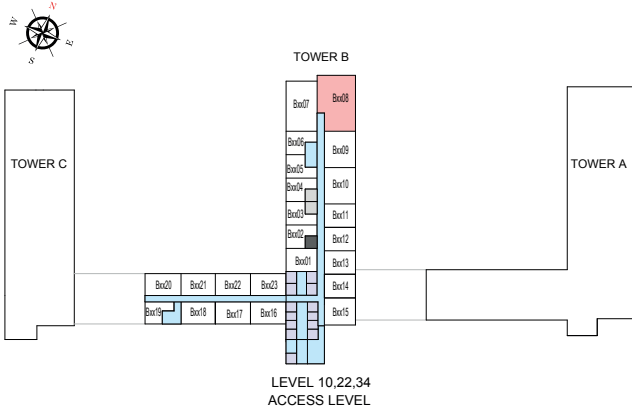 N
W
E
S
TOWER B
Bxx07
Bxx08
Bxx06
Bxx09
TOWER C
TOWER A
Bxx05
Bxx10
Bxx04
Bxx03
Bxx11
Bxx02
Bxx12
Bxx01
Bxx13
Bxx20 Bxx21 Bxx22 Bxx23
Bxx14
Bxx19 Bxx18 Bxx17 Bxx16
Bxx15
LEVEL 10,22,34
ACCESS LEVEL